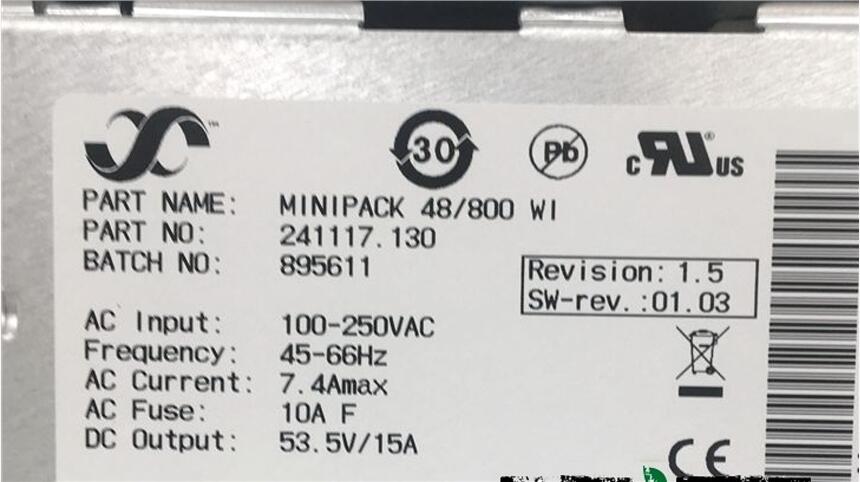 ™
30
Pb
c RU® US
PART NAME: MINIPACK 48/800 WI
PART NO: 241117.130
BATCH NO: 895611
Revision: 1.5
SW-rev.:01.03
AC Input: 100-250VAC
Frequency: 45-66Hz
AC Current: 7.4Amax
AC Fuse: 10A F
DC Output: 53.5V/15A
CE